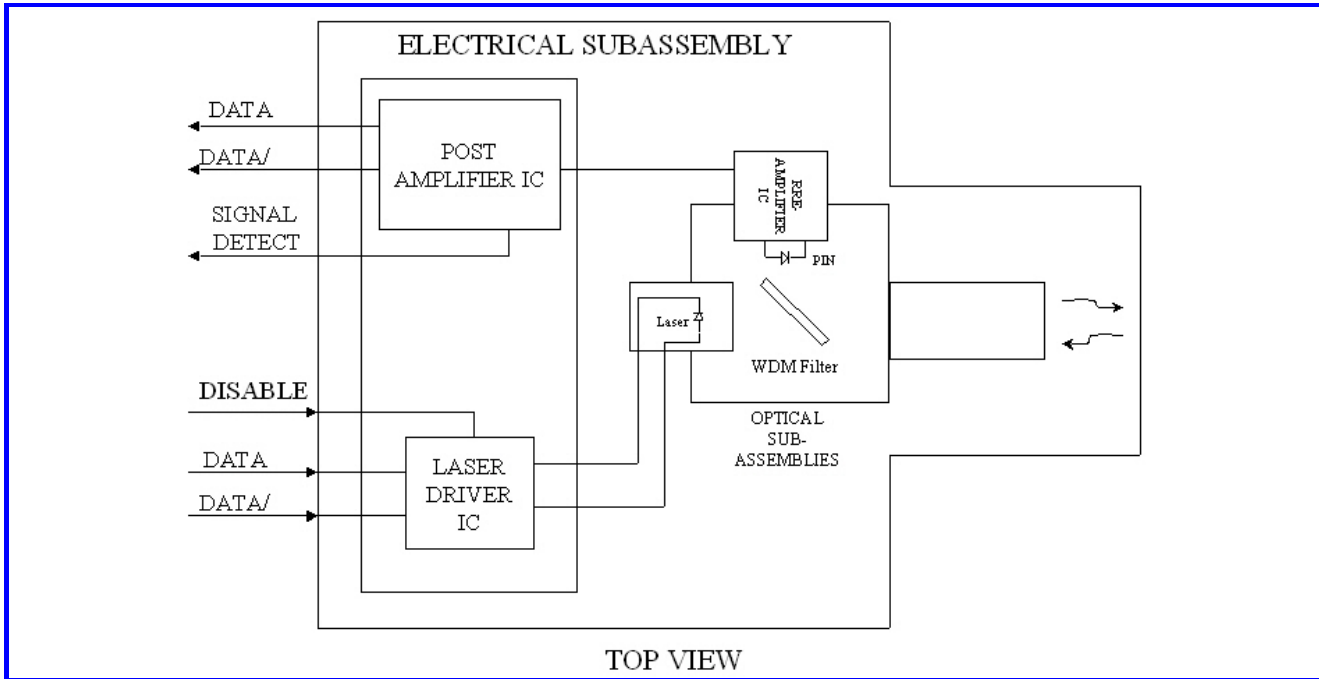 ELECTRICAL SUBASSEMBLY
DATA
DATA/
SIGNAL
DETECT
POST
AMPLIFIER IC
RRE-
AMPLIFIER
IC
PIN
Laser
WDM Filter
OPTICAL
SUB-
ASSEMBLIES
DISABLE
DATA
DATA/
LASER
DRIVER
IC
TOP VIEW